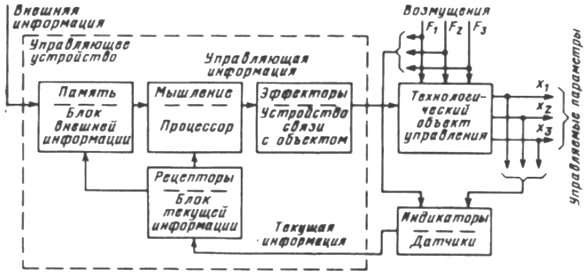 Внешняя
информация
Управляющее
устройство
Управляющая
информация
Возмущения
F1 F2 F3
Память
Блок
внешней
информации
Мышление
Процессор
Эффекторы
Устройство
связи
с объектом
Технологи-
ческий
объект
управления
X1
X2
X3
Управляемые параметры
Рецепторы
Блок
текущей
информации
Текущая
информация
Индикаторы
Датчики